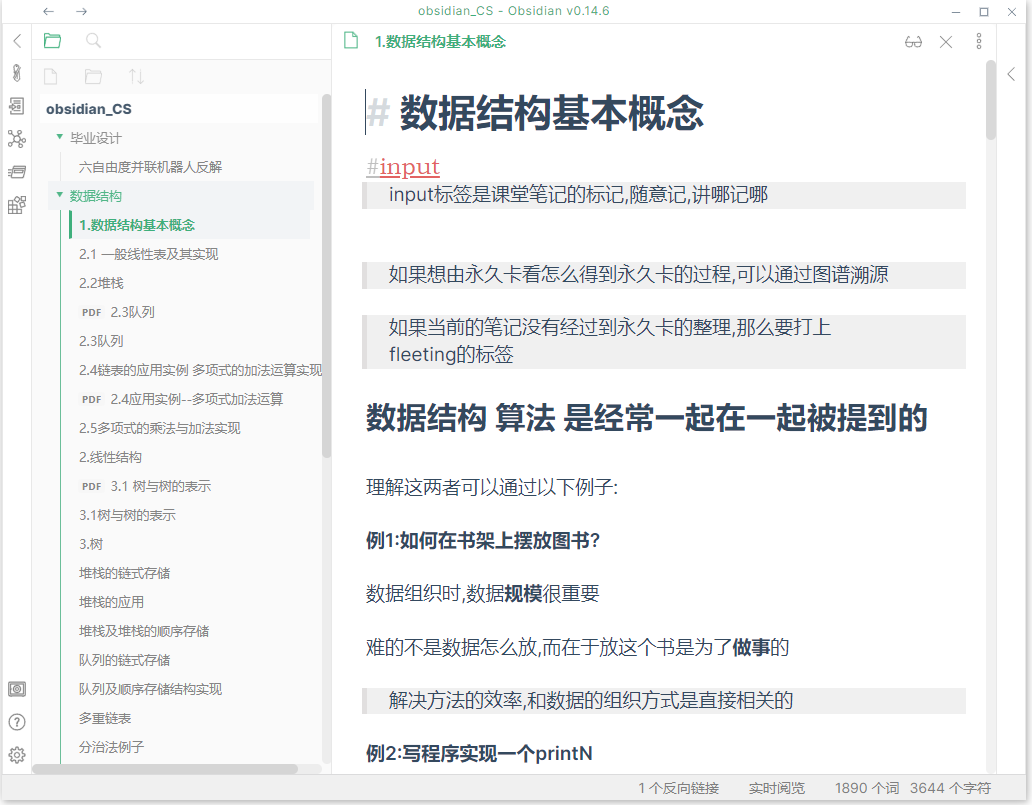 obsidian_CS - Obsidian v0.14.6
1.数据结构基本概念
obsidian_CS
毕业设计
六自由度并联机器人反解
数据结构
1.数据结构基本概念
2.1 一般线性表及其实现
2.2堆栈
PDF 2.3队列
2.3队列
2.4链表的应用实例 多项式的加法运算实现
PDF 2.4应用实例--多项式加法运算
2.5多项式的乘法与加法实现
2.线性结构
PDF 3.1 树与树的表示
3.1树与树的表示
3.树
堆栈的链式存储
堆栈的应用
堆栈及堆栈的顺序存储
队列的链式存储
队列及顺序存储结构实现
多重链表
分治法例子
# 数据结构基本概念
#input
input标签是课堂笔记的标记,随意记,讲哪记哪
如果想由永久卡看怎么得到永久卡的过程,可以通过图谱溯源
如果当前的笔记没有经过到永久卡的整理,那么要打上
fleeting的标签
数据结构 算法 是经常一起在一起被提到的
理解这两者可以通过以下例子:
例1:如何在书架上摆放图书?
数据组织时,数据规模很重要
难的不是数据怎么放,而在于放这个书是为了做事的
解决方法的效率,和数据的组织方式是直接相关的
例2:写程序实现一个printN
1 个反向链接 实时阅览 1890 个词 3644 个字符